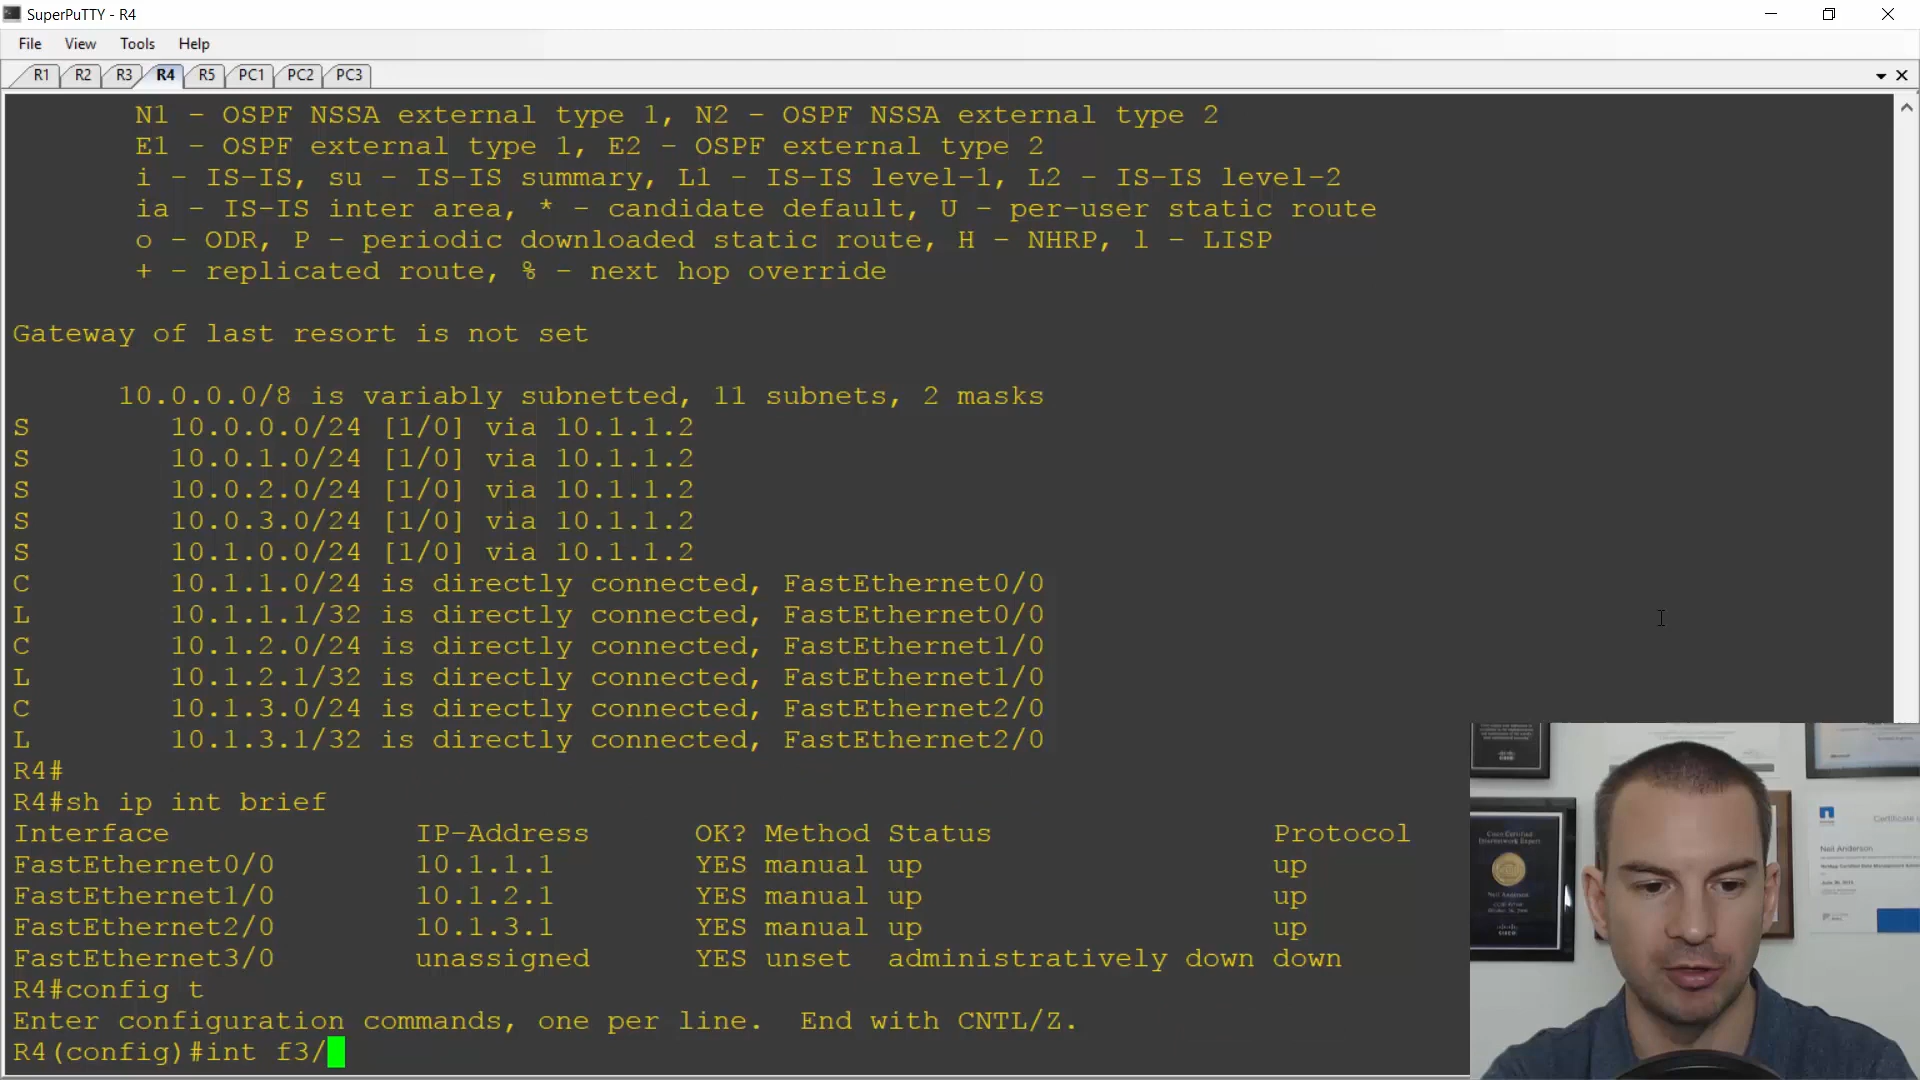 SuperPuTTY - R4
File View Tools Help
R1 R2 R3 R4 R5 PC1 PC2 PC3
N1 - OSPF NSSA external type 1, N2 - OSPF NSSA external type 2
E1 - OSPF external type 1, E2 - OSPF external type 2
i - IS-IS, su - IS-IS summary, L1 - IS-IS level-1, L2 - IS-IS level-2
ia - IS-IS inter area, * - candidate default, U - per-user static route
o - ODR, P - periodic downloaded static route, H - NHRP, l - LISP
+ - replicated route, % - next hop override
Gateway of last resort is not set
10.0.0.0/8 is variably subnetted, 11 subnets, 2 masks
S 10.0.0.0/24 [1/0] via 10.1.1.2
S 10.0.1.0/24 [1/0] via 10.1.1.2
S 10.0.2.0/24 [1/0] via 10.1.1.2
S 10.0.3.0/24 [1/0] via 10.1.1.2
S 10.1.0.0/24 [1/0] via 10.1.1.2
C 10.1.1.0/24 is directly connected, FastEthernet0/0
L 10.1.1.1/32 is directly connected, FastEthernet0/0
C 10.1.2.0/24 is directly connected, FastEthernet1/0
L 10.1.2.1/32 is directly connected, FastEthernet1/0
C 10.1.3.0/24 is directly connected, FastEthernet2/0
L 10.1.3.1/32 is directly connected, FastEthernet2/0
R4#
R4#sh ip int brief
Interface IP-Address OK? Method Status Protocol
FastEthernet0/0 10.1.1.1 YES manual up up
FastEthernet1/0 10.1.2.1 YES manual up up
FastEthernet2/0 10.1.3.1 YES manual up up
FastEthernet3/0 unassigned YES unset administratively down down
R4#config t
Enter configuration commands, one per line. End with CNTL/Z.
R4(config)#int f3/
Cisco Certified
Internetwork Expert
Neil Anderson
Neil Anderson